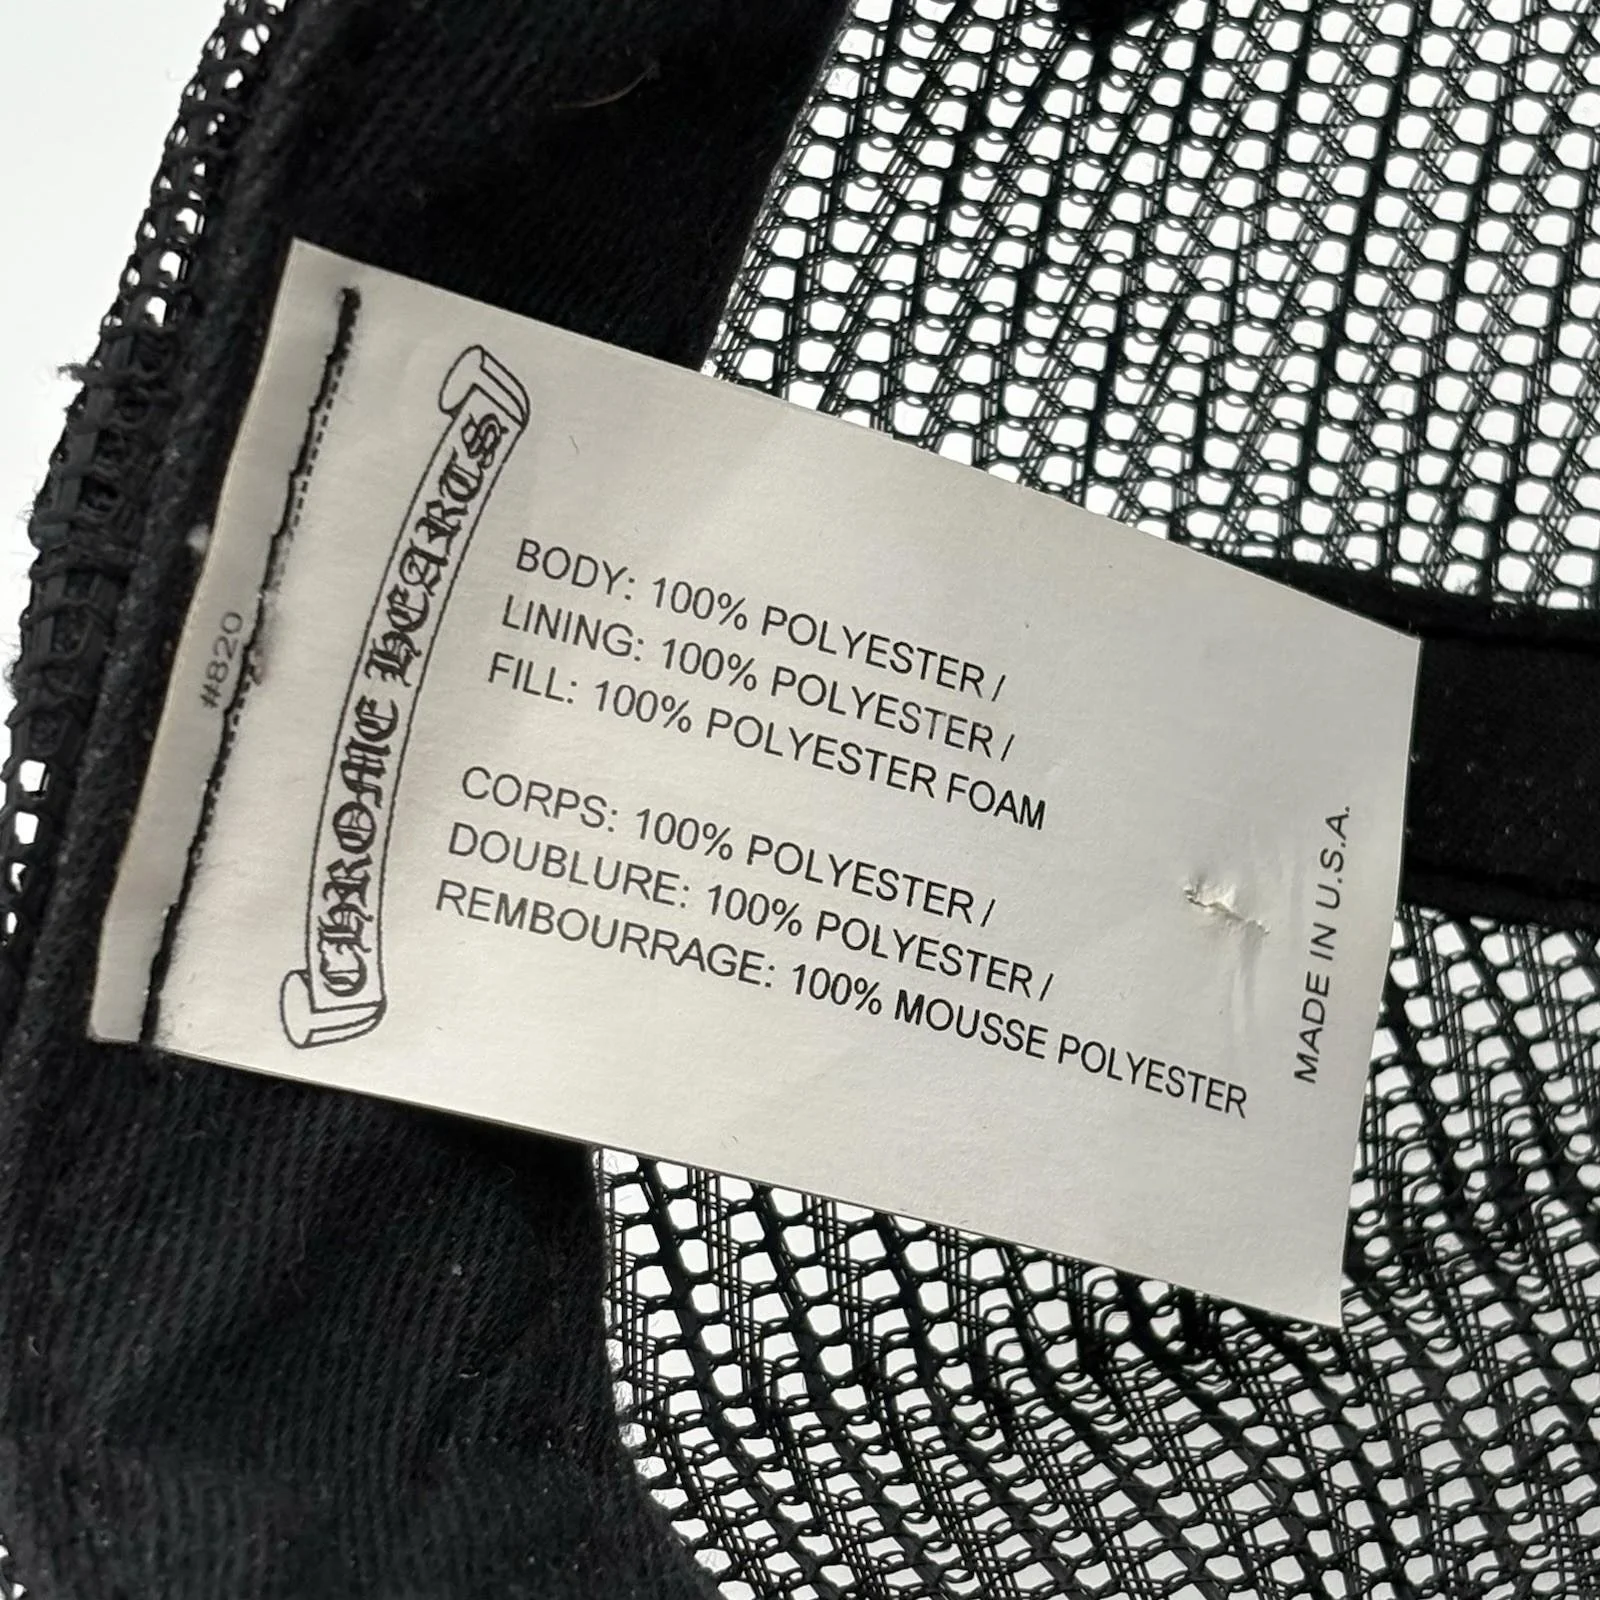 #820
CHROME HEARTS
BODY: 100% POLYESTER /
LINING: 100% POLYESTER /
FILL: 100% POLYESTER FOAM
CORPS: 100% POLYESTER /
DOUBLURE: 100% POLYESTER /
REMBOURRAGE: 100% MOUSSE POLYESTER
MADE IN U.S.A.